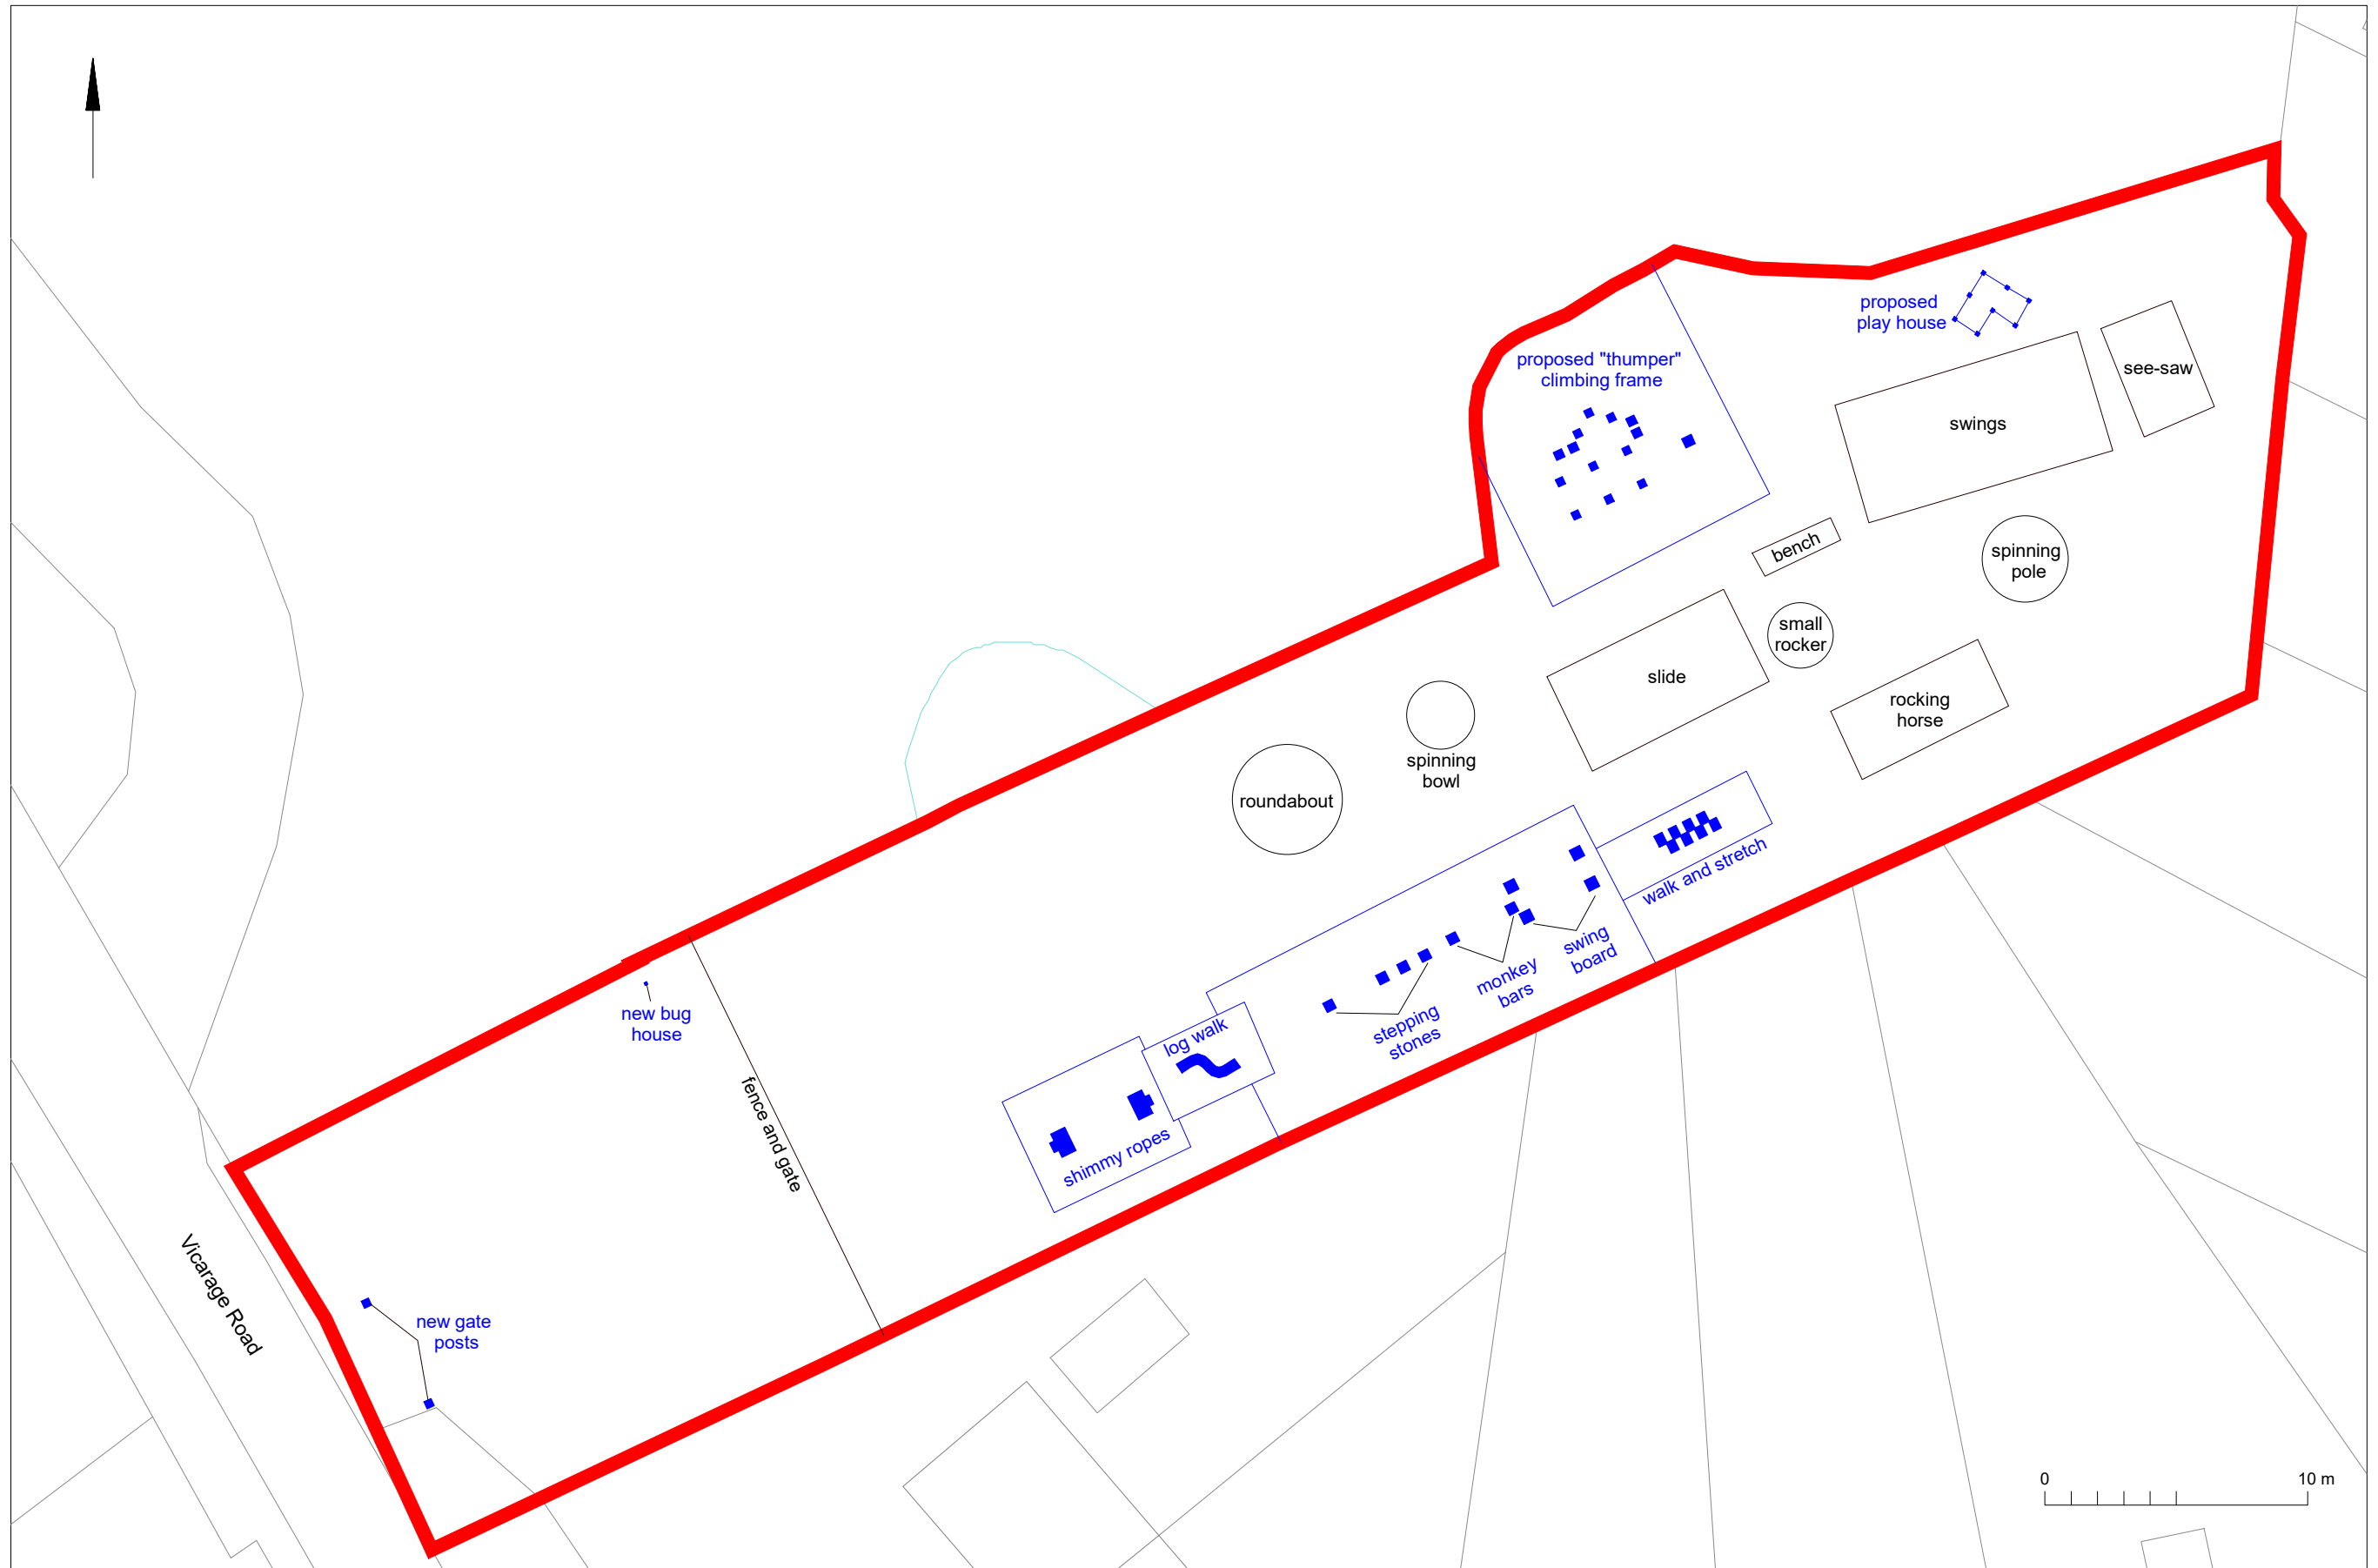 proposed
play house
proposed "thumper"
climbing frame
see-saw
swings
bench
spinning
pole
small
rocker
slide
rocking
horse
spinning
bowl
roundabout
walk and stretch
swing
board
monkey
bars
stepping
stones
log walk
shimmy ropes
new bug
house
fence and gate
Vicarage Road
new gate
posts
0
10 m